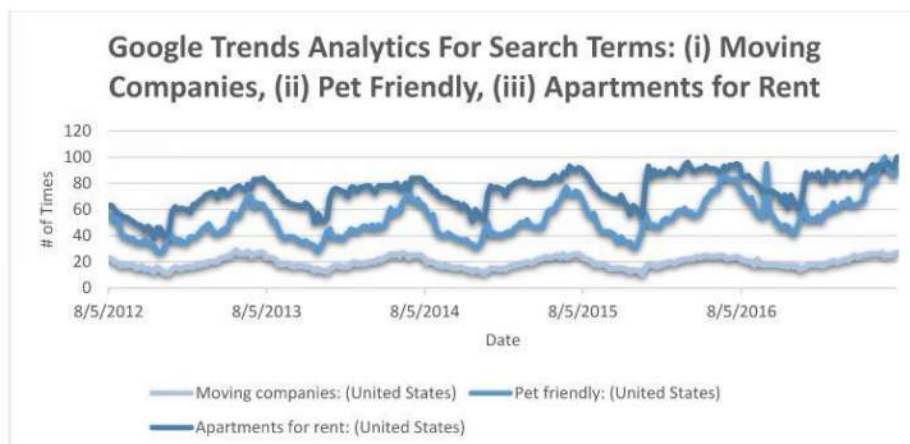 Google Trends Analytics For Search Terms: (i) Moving
Companies, (ii) Pet Friendly, (iii) Apartments for Rent
120
100
80
60
40
20
0
# of Times
8/5/2012 8/5/2013 8/5/2014 8/5/2015 8/5/2016
Date
Moving companies: (United States) Pet friendly: (United States)
Apartments for rent: (United States)